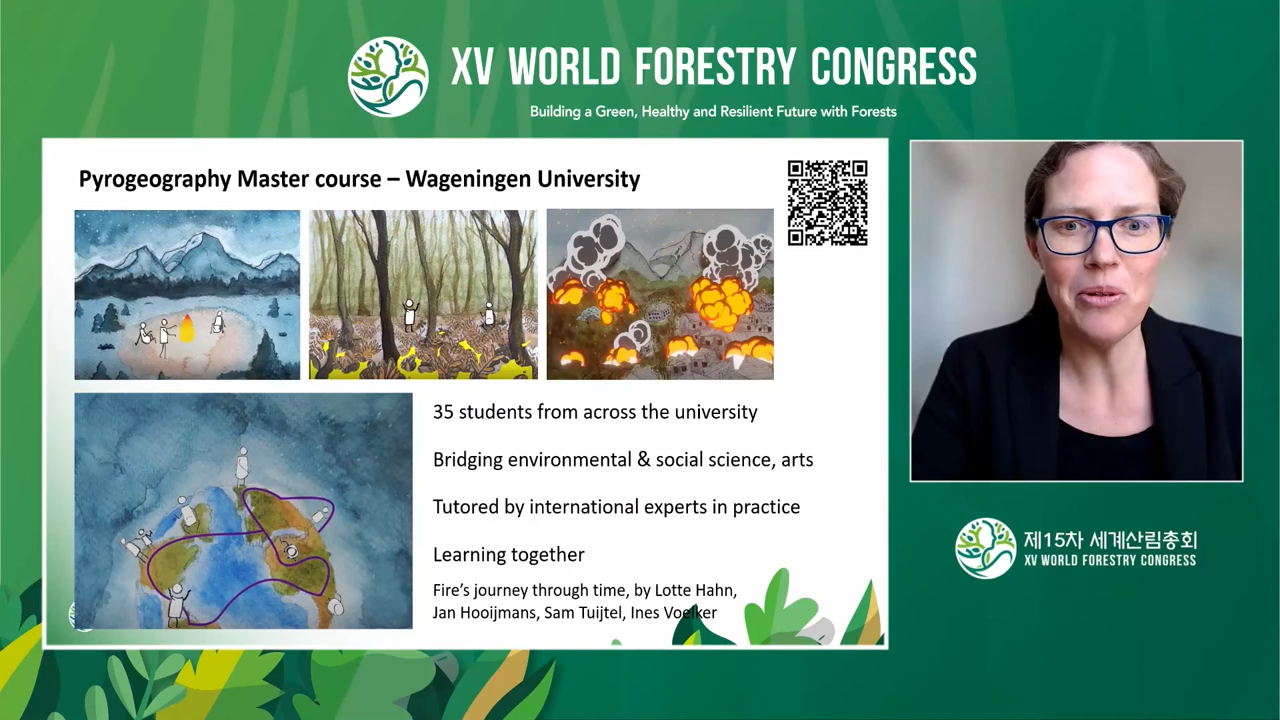 XV WORLD FORESTRY CONGRESS
Building a Green, Healthy and Resilient Future with Forests
Pyrogeography Master course – Wageningen University
35 students from across the university
Bridging environmental & social science, arts
Tutored by international experts in practice
Learning together
Fire's journey through time, by Lotte Hahn,
Jan Hooijmans, Sam Tuijtel, Ines Voelker
제15차 세계산림총회
XV WORLD FORESTRY CONGRESS